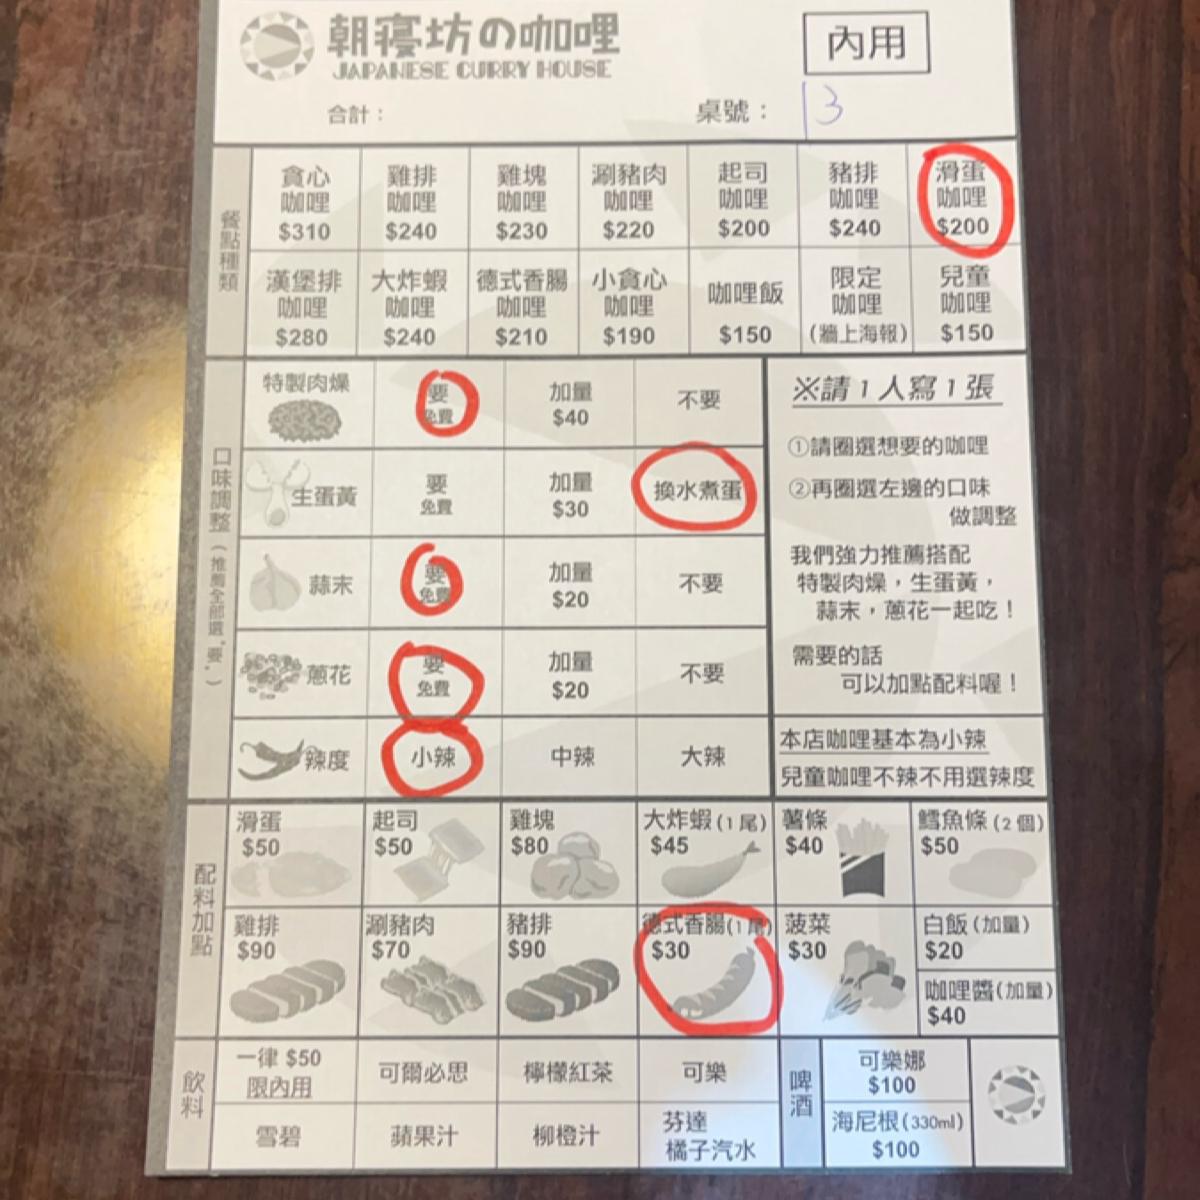 朝寝坊の咖哩
JAPANESE CURRY HOUSE
內用
合計：
桌號： 13
餐點種類
貪心咖哩 $310
雞排咖哩 $240
雞塊咖哩 $230
涮豬肉咖哩 $220
起司咖哩 $200
豬排咖哩 $240
滑蛋咖哩 $200
漢堡排咖哩 $280
大炸蝦咖哩 $240
德式香腸咖哩 $210
小貪心咖哩 $190
咖哩飯 $150
限定咖哩 (牆上海報)
兒童咖哩 $150
口味調整（推薦全部選"要"）
特製肉燥
要 免費
加量 $40
不要
生蛋黃
要 免費
加量 $30
換水煮蛋
蒜末
要 免費
加量 $20
不要
蔥花
要 免費
加量 $20
不要
辣度
小辣
中辣
大辣
※請1人寫1張
①請圈選想要的咖哩
②再圈選左邊的口味
做調整
我們強力推薦搭配
特製肉燥，生蛋黃，
蒜末，蔥花一起吃！
需要的話
可以加點配料喔！
本店咖哩基本為小辣
兒童咖哩不辣不用選辣度
配料加點
滑蛋 $50
起司 $50
雞塊 $80
大炸蝦(1尾) $45
薯條 $40
鱈魚條(2個) $50
雞排 $90
涮豬肉 $70
豬排 $90
德式香腸(1尾) $30
菠菜 $30
白飯(加量) $20
咖哩醬(加量) $40
飲料
一律 $50
限內用
可爾必思
檸檬紅茶
可樂
雪碧
蘋果汁
柳橙汁
芬達
橘子汽水
啤酒
可樂娜 $100
海尼根(330ml) $100